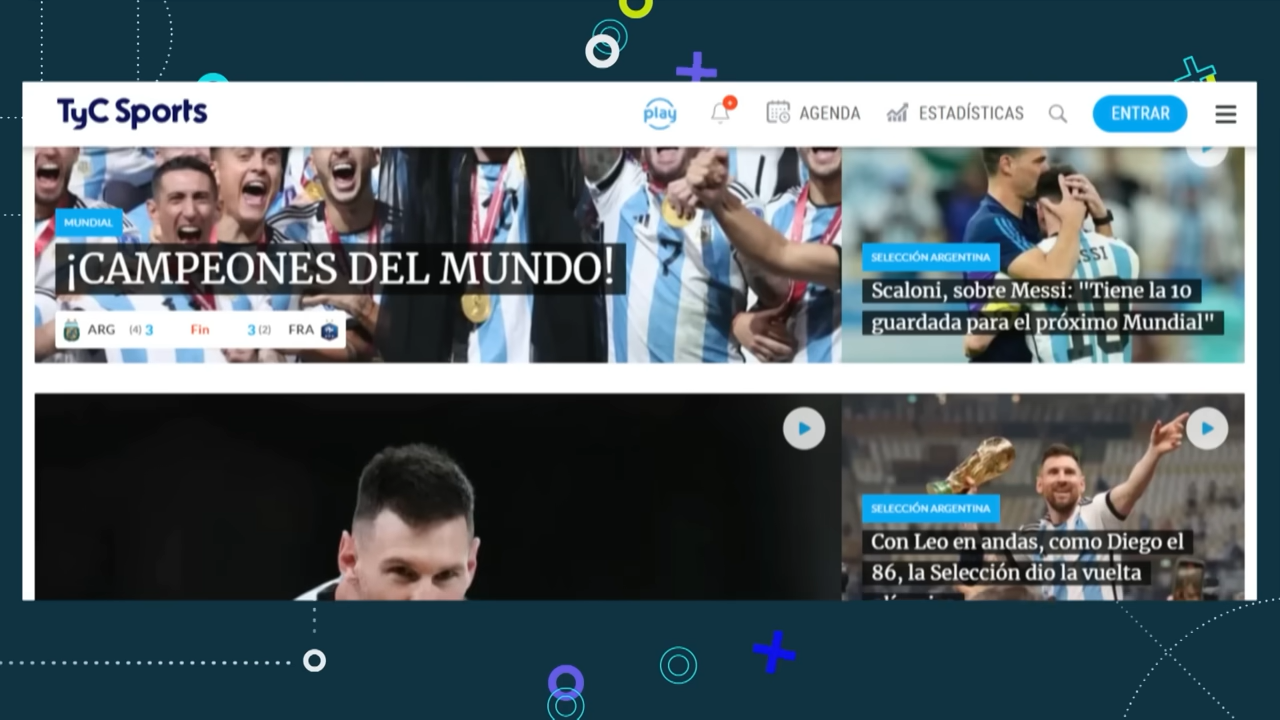 TyC Sports
play
AGENDA
ESTADÍSTICAS
ENTRAR
MUNDIAL
¡CAMPEONES DEL MUNDO!
ARG (4) 3 Fin 3 (2) FRA
7
SELECCIÓN ARGENTINA
Scaloni, sobre Messi: "Tiene la 10
guardada para el próximo Mundial"
10
SELECCIÓN ARGENTINA
Con Leo en andas, como Diego el
86, la Selección dio la vuelta